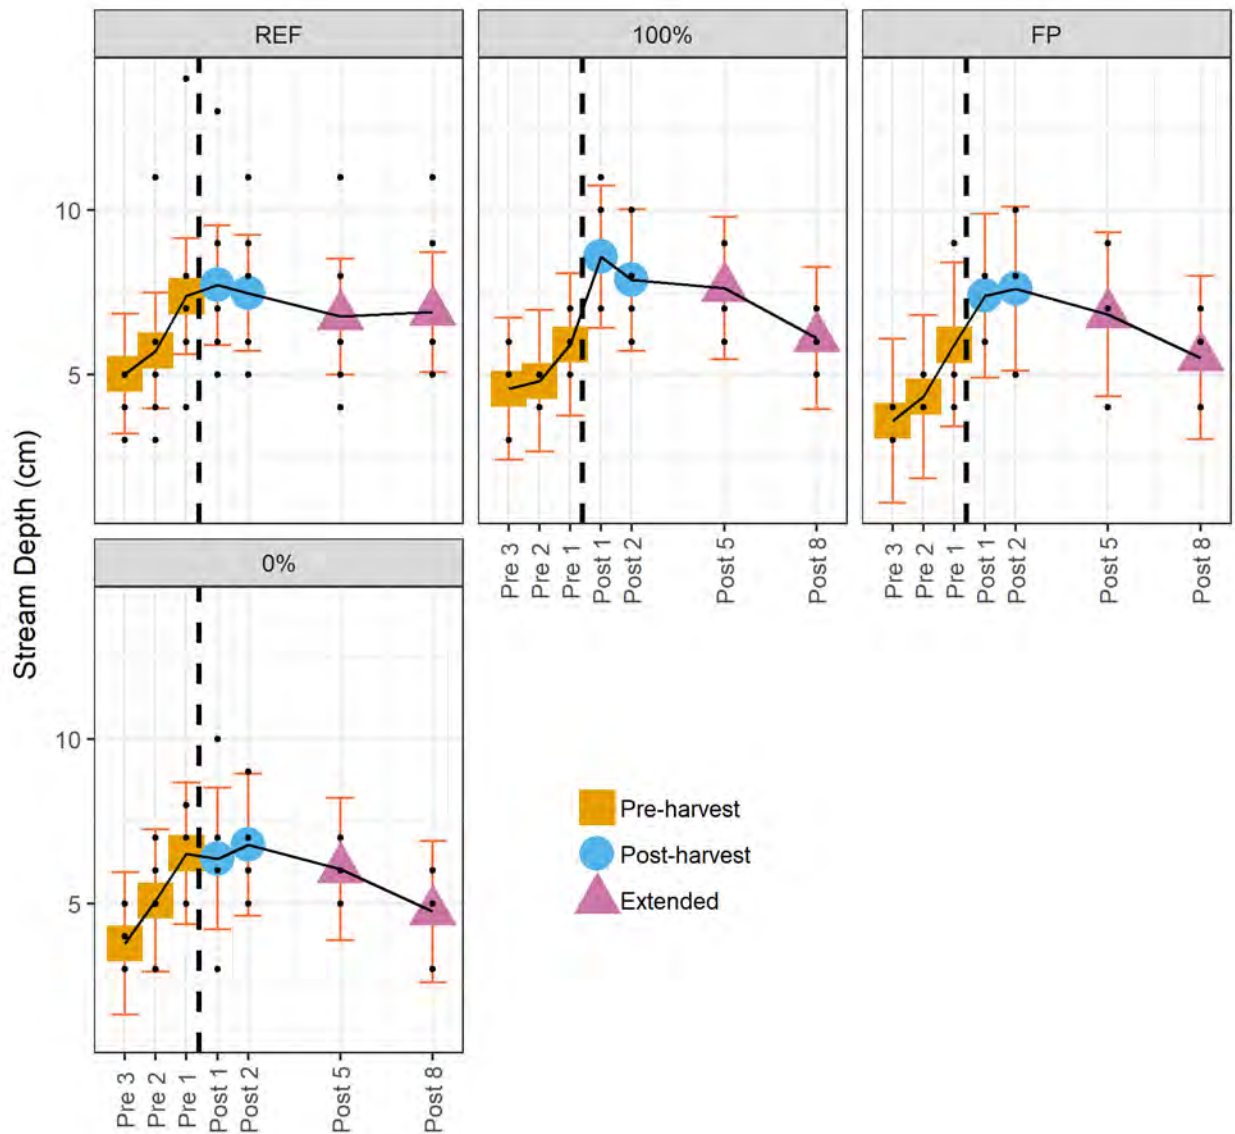 REF
100%
FP
Stream Depth (cm)
10
5
Pre 3
Pre 2
Pre 1
Post 1
Post 2
Post 5
Post 8
Pre 3
Pre 2
Pre 1
Post 1
Post 2
Post 5
Post 8
0%
10
5
Pre 3
Pre 2
Pre 1
Post 1
Post 2
Post 5
Post 8
Pre-harvest
Post-harvest
Extended